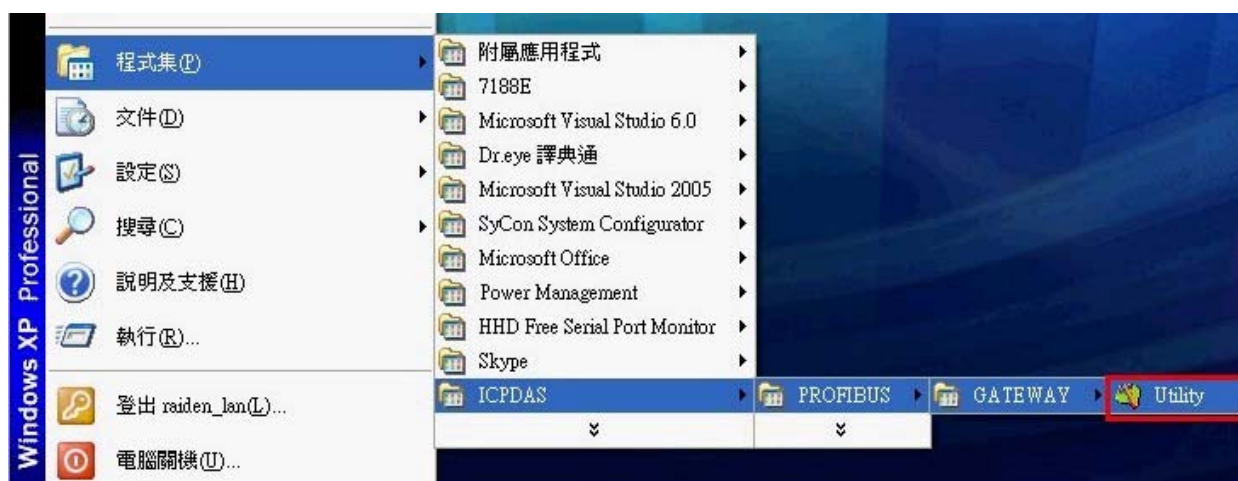 Windows XP Professional
程式集(P)
文件(D)
設定(S)
搜尋(C)
說明及支援(H)
執行(R)...
登出 raiden_lan(L)...
電腦關機(U)...
附屬應用程式
7188E
Microsoft Visual Studio 6.0
Dr.eye 譯典通
Microsoft Visual Studio 2005
SyCon System Configurator
Microsoft Office
Power Management
HHD Free Serial Port Monitor
Skype
ICPDAS
PROFIBUS
GATEWAY
Utility